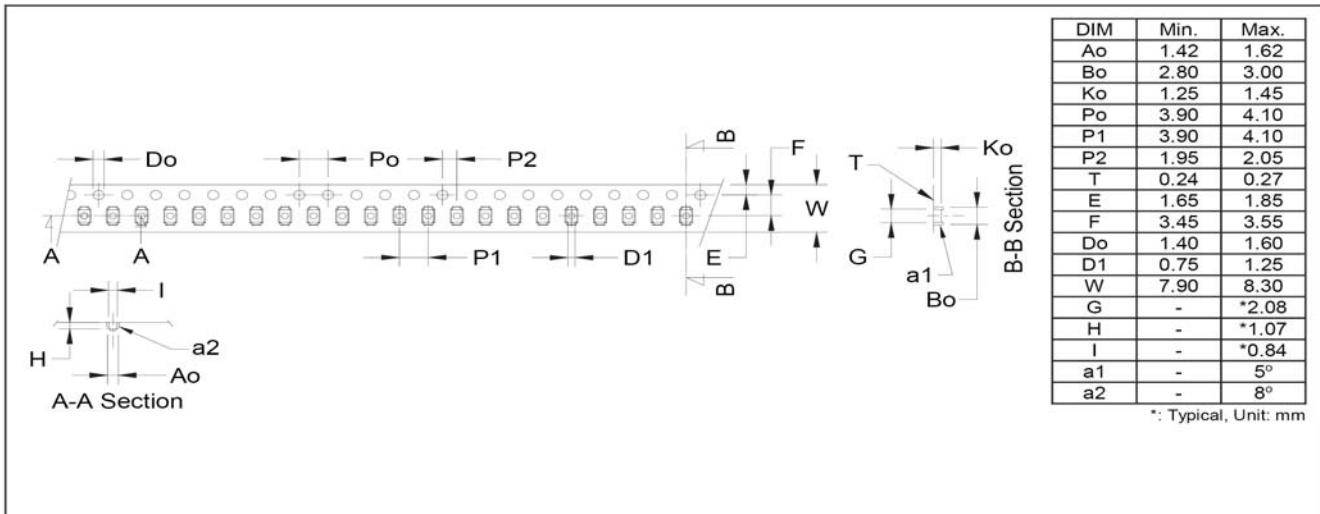 Do
Po
P2
B
F
W
A
A
P1
D1
E
B
T
Ko
G
a1
Bo
B-B Section
I
H
a2
Ao
A-A Section
DIM Min. Max.
Ao 1.42 1.62
Bo 2.80 3.00
Ko 1.25 1.45
Po 3.90 4.10
P1 3.90 4.10
P2 1.95 2.05
T 0.24 0.27
E 1.65 1.85
F 3.45 3.55
Do 1.40 1.60
D1 0.75 1.25
W 7.90 8.30
G - *2.08
H - *1.07
I - *0.84
a1 - 5°
a2 - 8°
*: Typical, Unit: mm